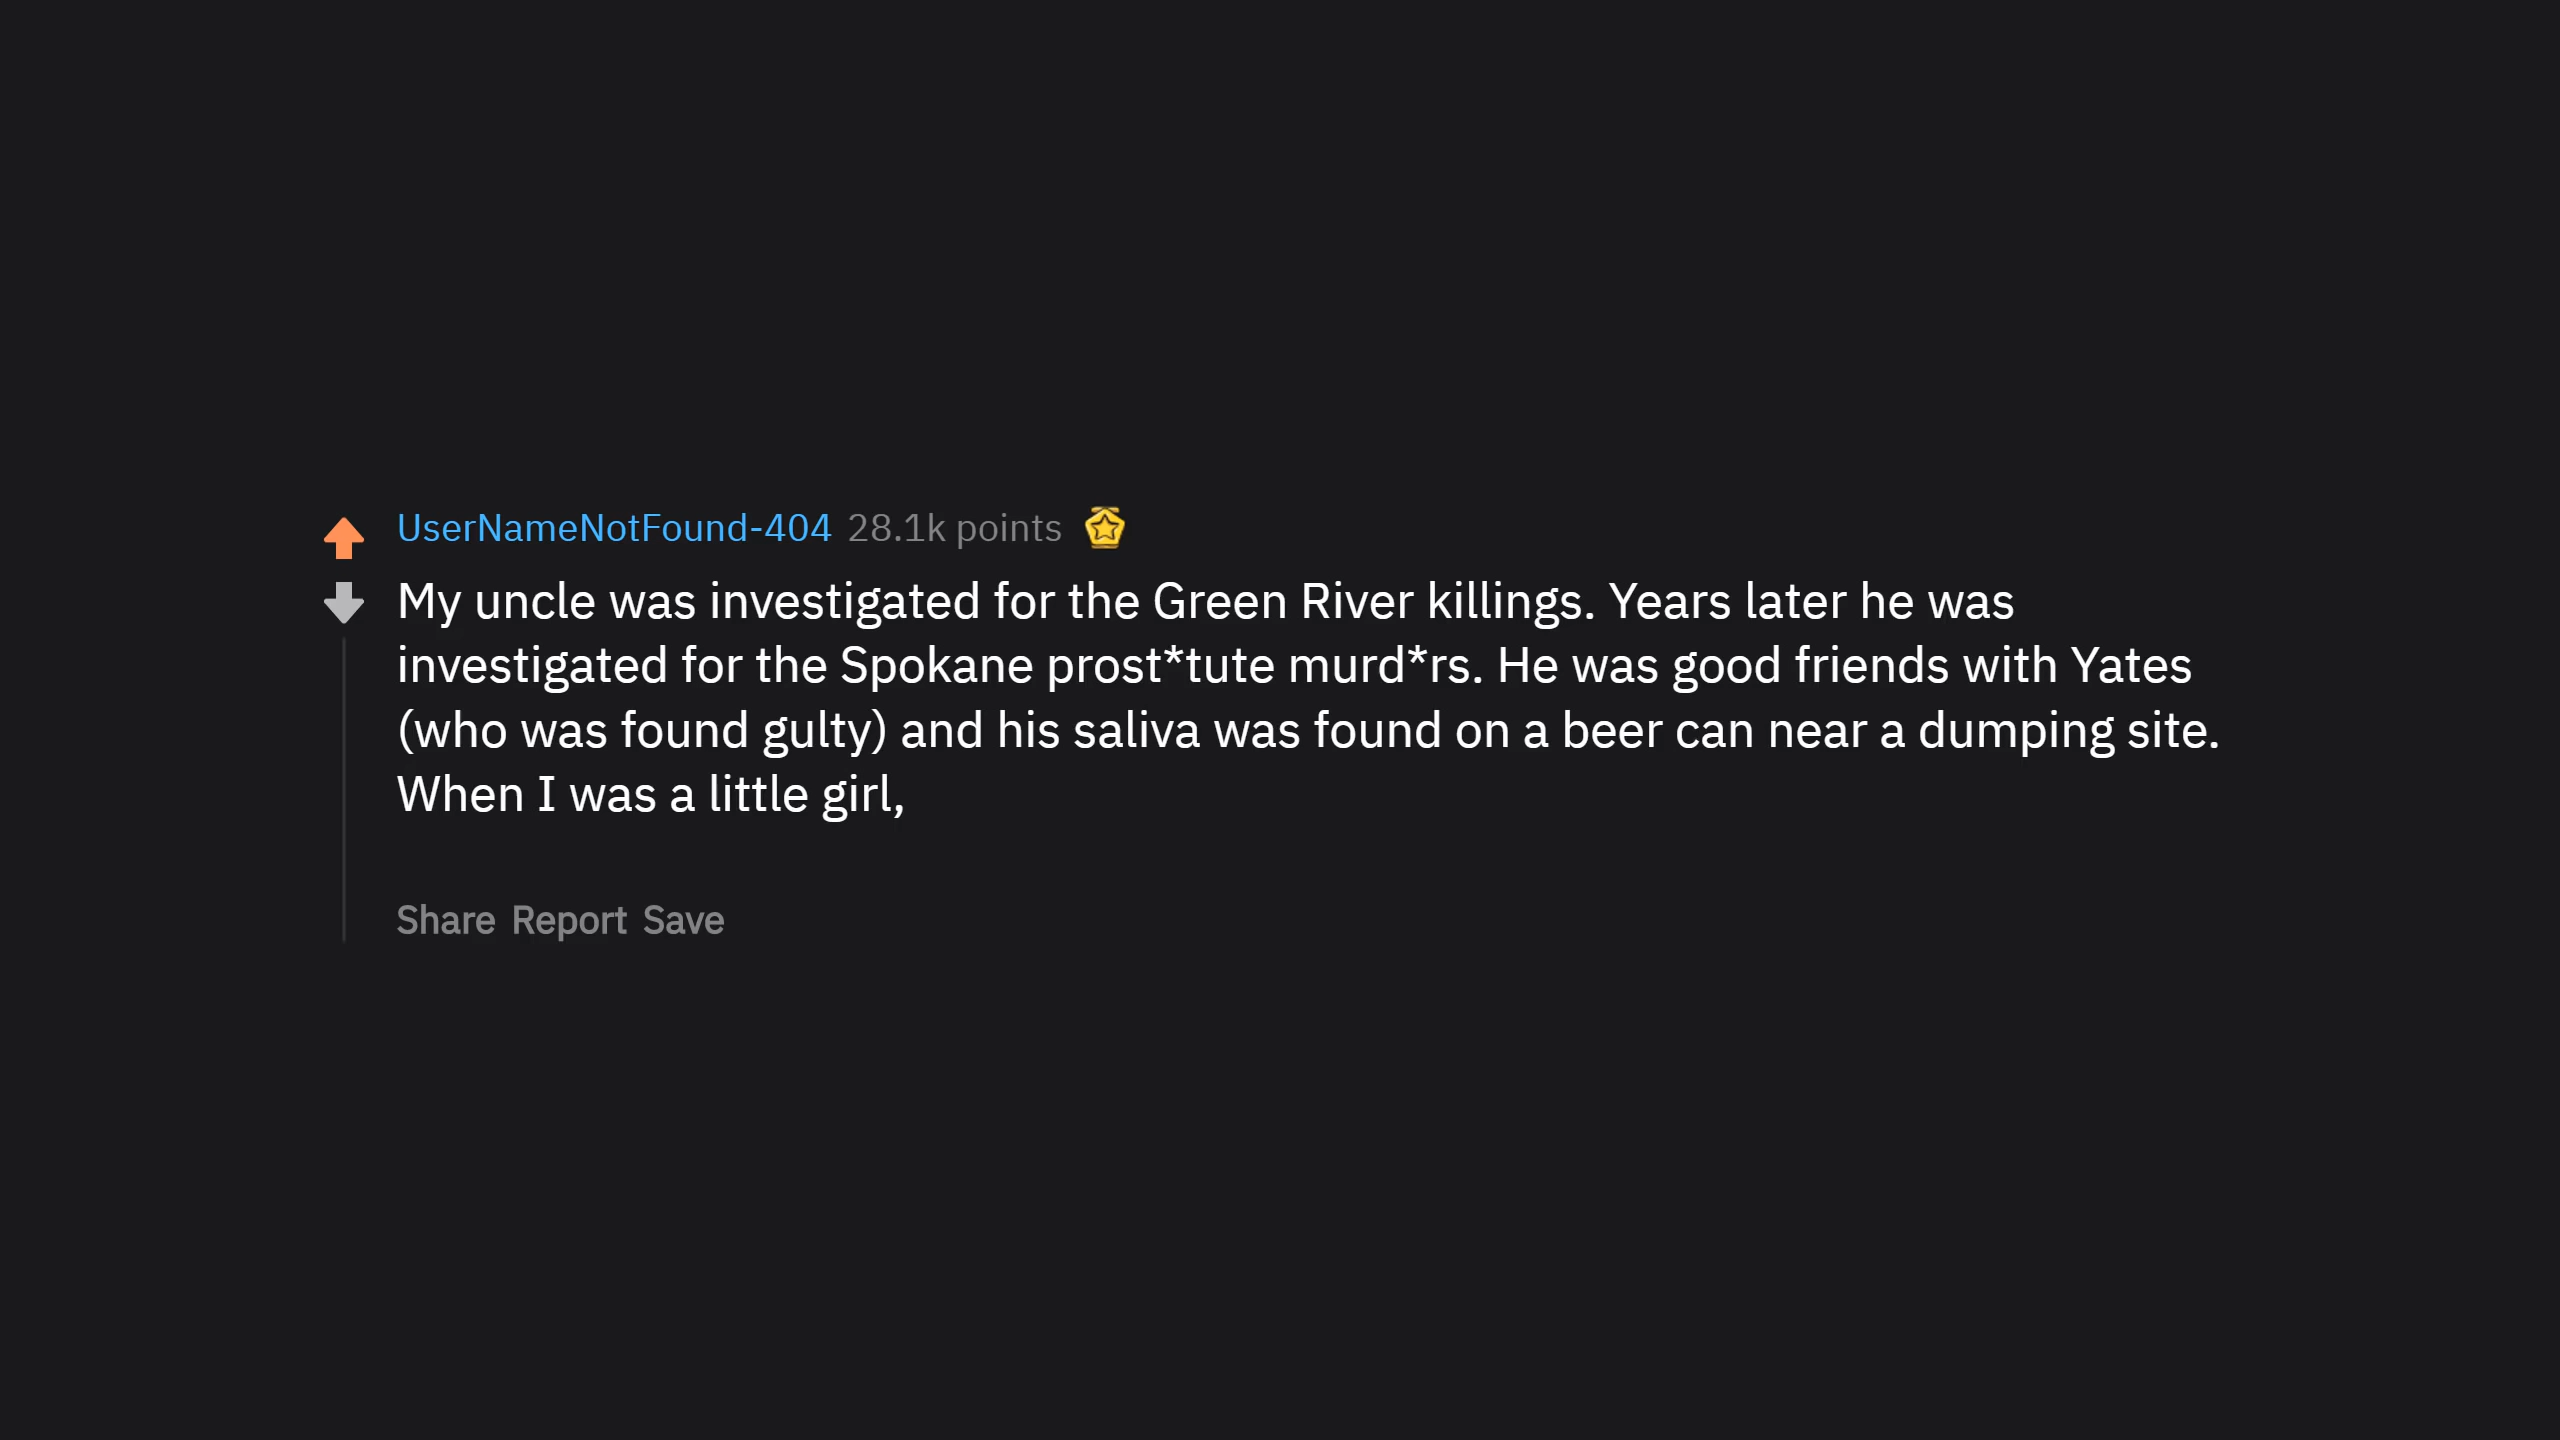 UserNameNotFound-404 28.1k points
My uncle was investigated for the Green River killings. Years later he was
investigated for the Spokane prost*tute murd*rs. He was good friends with Yates
(who was found gulty) and his saliva was found on a beer can near a dumping site.
When I was a little girl,
Share Report Save